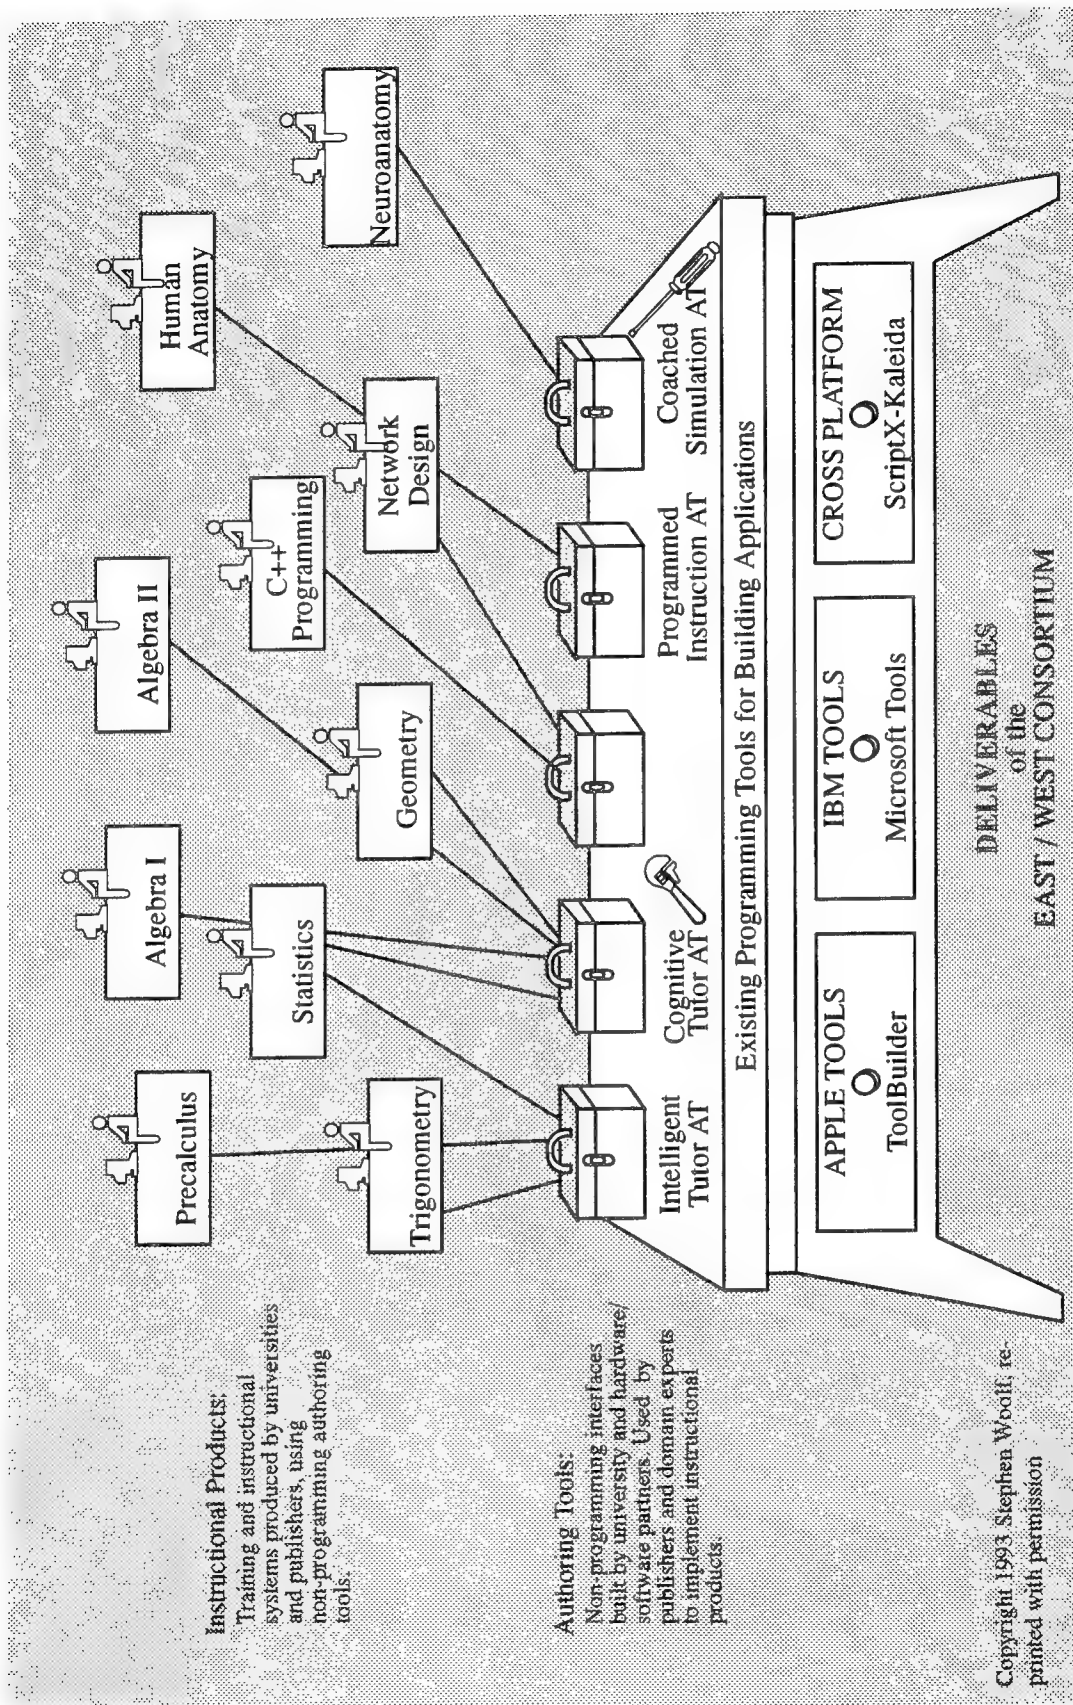 Instructional Products:
Training and instructional
systems produced by universities
and publishers, using
non-programming authoring
tools.
Precalculus
Algebra I
Algebra II
Human
Anatomy
Statistics
C++
Programming
Neuroanatomy
Trigonometry
Geometry
Network
Design
Authoring Tools:
Non-programming interfaces
built by university and hardware/
software partners. Used by
publishers and domain experts
to implement instructional
products.
Intelligent
Tutor AT
Cognitive
Tutor AT
Programmed
Instruction AT
Coached
Simulation AT
Existing Programming Tools for Building Applications
APPLE TOOLS
ToolBuilder
IBM TOOLS
Microsoft Tools
CROSS PLATFORM
ScriptX-Kaleida
DELIVERABLES
of the
EAST / WEST CONSORTIUM
Copyright 1993 Stephen Woolf, re-
printed with permission